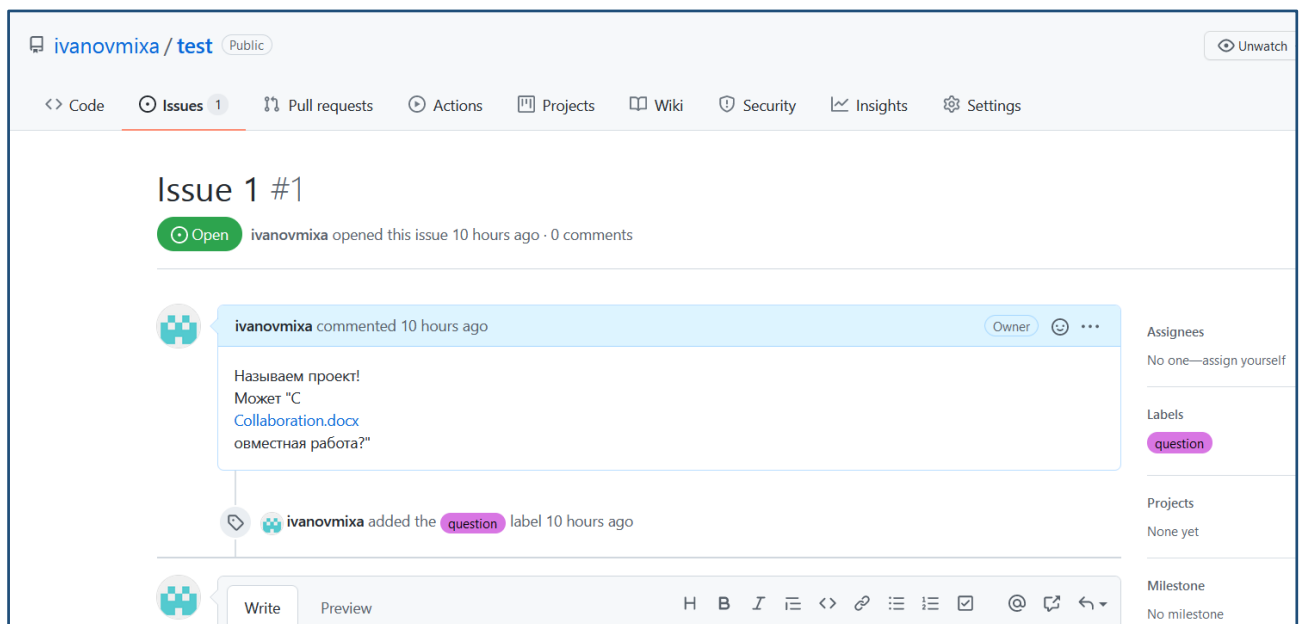 ivanovmixa / test Public
Unwatch
Code Issues 1 Pull requests Actions Projects Wiki Security Insights Settings
Issue 1 #1
Open ivanovmixa opened this issue 10 hours ago · 0 comments
ivanovmixa commented 10 hours ago Owner
Называем проект!
Может "С
Collaboration.docx
овместная работа?"
ivanovmixa added the question label 10 hours ago
Write Preview
Assignees
No one—assign yourself
Labels
question
Projects
None yet
Milestone
No milestone